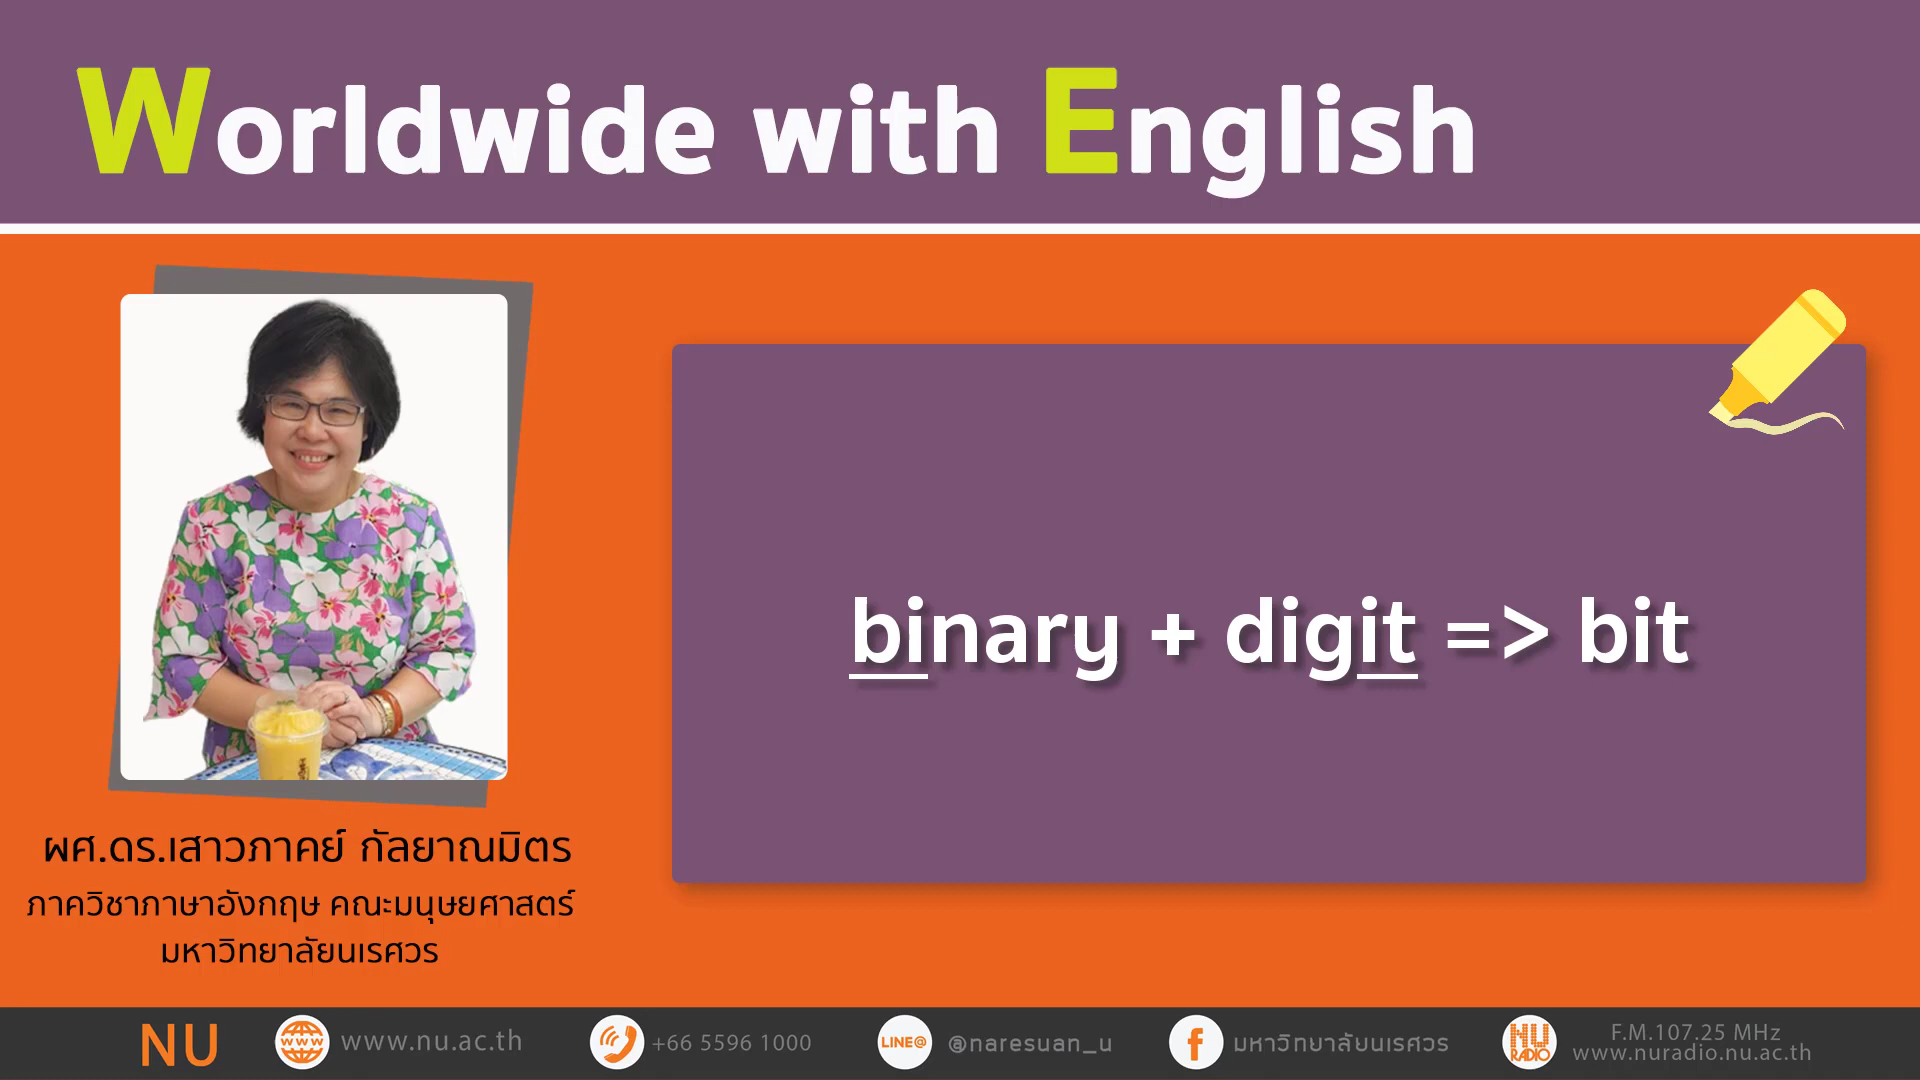 Worldwide with English
binary + digit => bit
ผศ.ดร.เสาวภาคย์ กัลยาณมิตร
ภาควิชาภาษาอังกฤษ คณะมนุษยศาสตร์
มหาวิทยาลัยนเรศวร
NU
www
www.nu.ac.th
+66 5596 1000
LINE@
@naresuan_u
f
มหาวิทยาลัยนเรศวร
NU
RADIO
F.M.107.25 MHz
www.nuradio.nu.ac.th